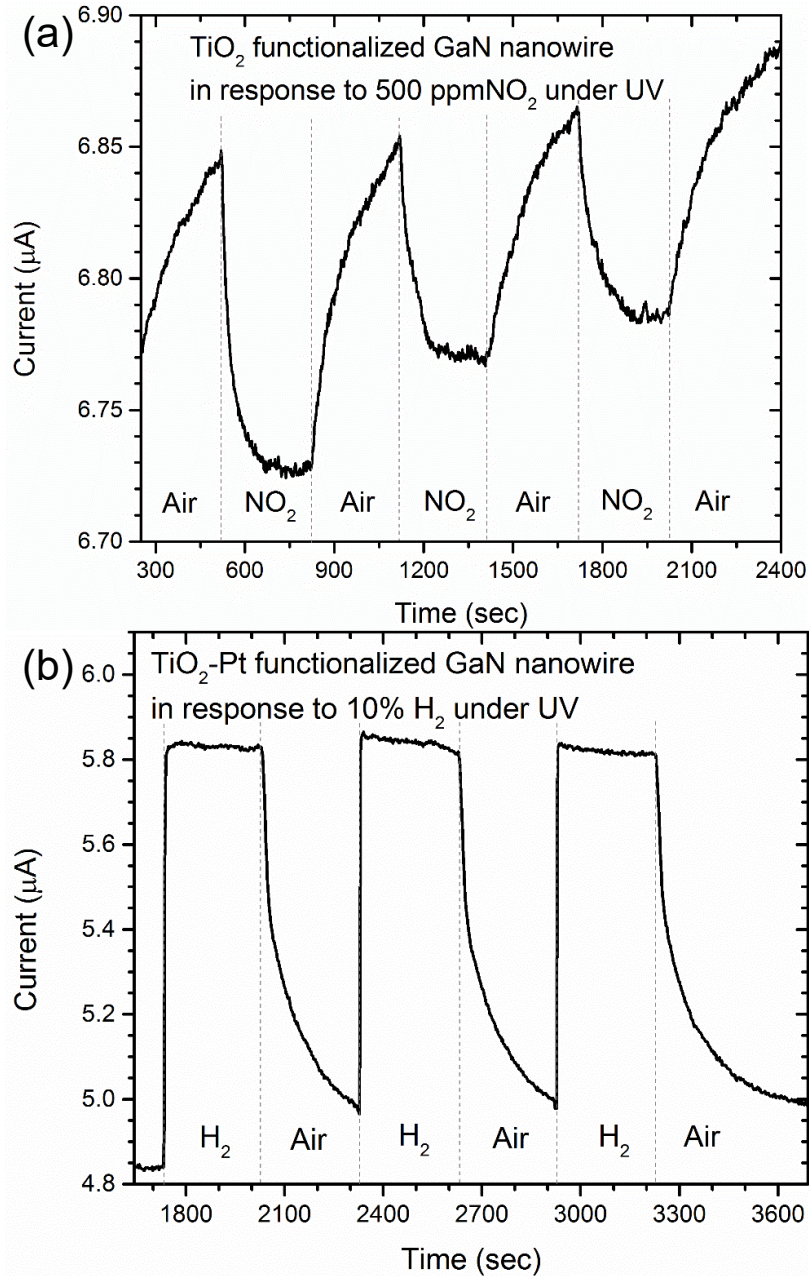 (a)
TiO₂ functionalized GaN nanowire
in response to 500 ppmNO₂ under UV
Current (μA)
6.90
6.85
6.80
6.75
6.70
Air NO₂ Air NO₂ Air NO₂ Air
300 600 900 1200 1500 1800 2100 2400
Time (sec)
(b)
TiO₂-Pt functionalized GaN nanowire
in response to 10% H₂ under UV
Current (μA)
6.0
5.8
5.6
5.4
5.2
5.0
4.8
H₂ Air H₂ Air H₂ Air
1800 2100 2400 2700 3000 3300 3600
Time (sec)